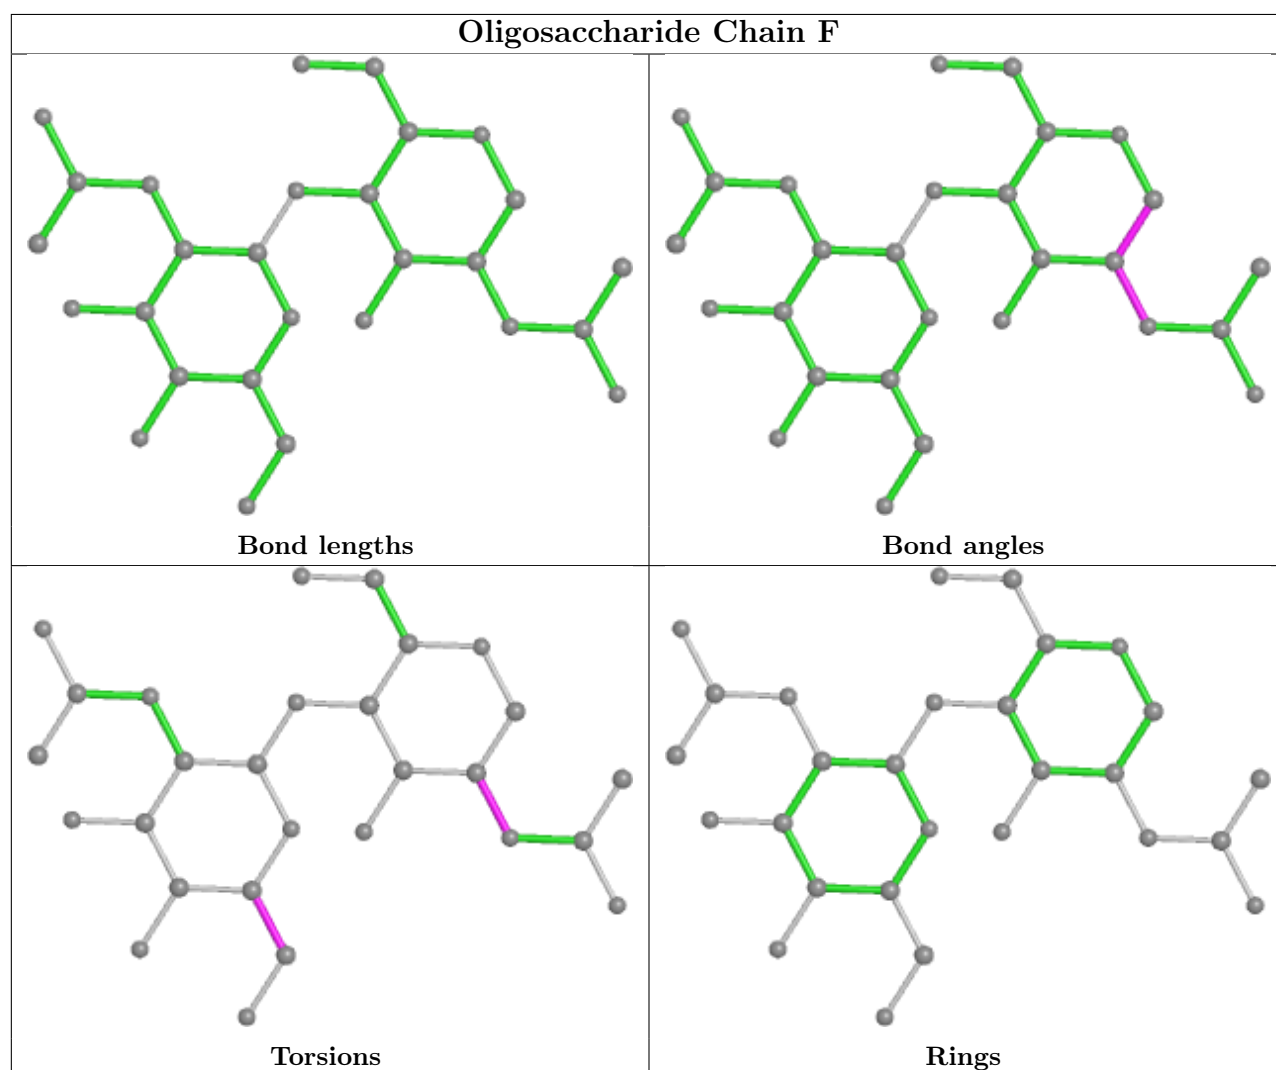 Oligosaccharide Chain F
Bond lengths
Bond angles
Torsions
Rings